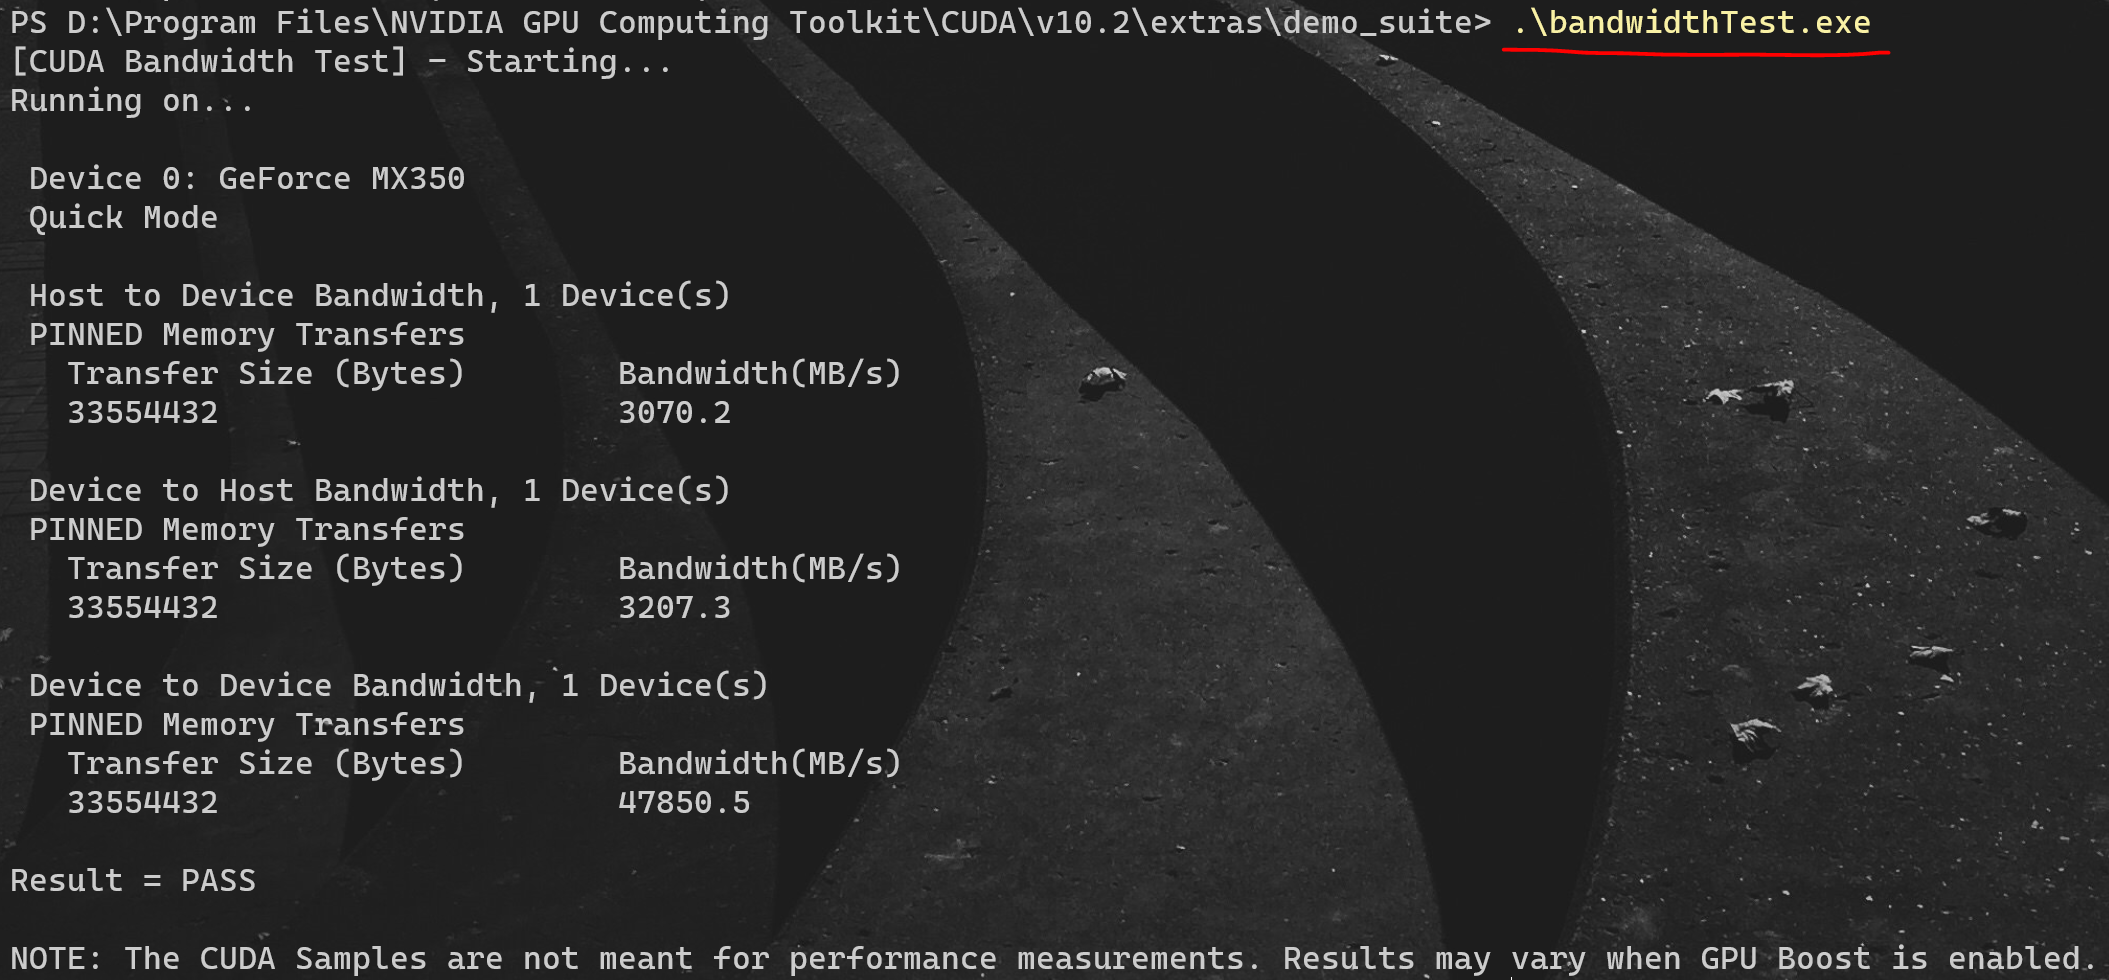 PS D:\Program Files\NVIDIA GPU Computing Toolkit\CUDA\v10.2\extras\demo_suite> .\bandwidthTest.exe
[CUDA Bandwidth Test] - Starting...
Running on...
Device 0: GeForce MX350
Quick Mode
Host to Device Bandwidth, 1 Device(s)
PINNED Memory Transfers
Transfer Size (Bytes) Bandwidth(MB/s)
33554432 3070.2
Device to Host Bandwidth, 1 Device(s)
PINNED Memory Transfers
Transfer Size (Bytes) Bandwidth(MB/s)
33554432 3207.3
Device to Device Bandwidth, 1 Device(s)
PINNED Memory Transfers
Transfer Size (Bytes) Bandwidth(MB/s)
33554432 47850.5
Result = PASS
NOTE: The CUDA Samples are not meant for performance measurements. Results may vary when GPU Boost is enabled.